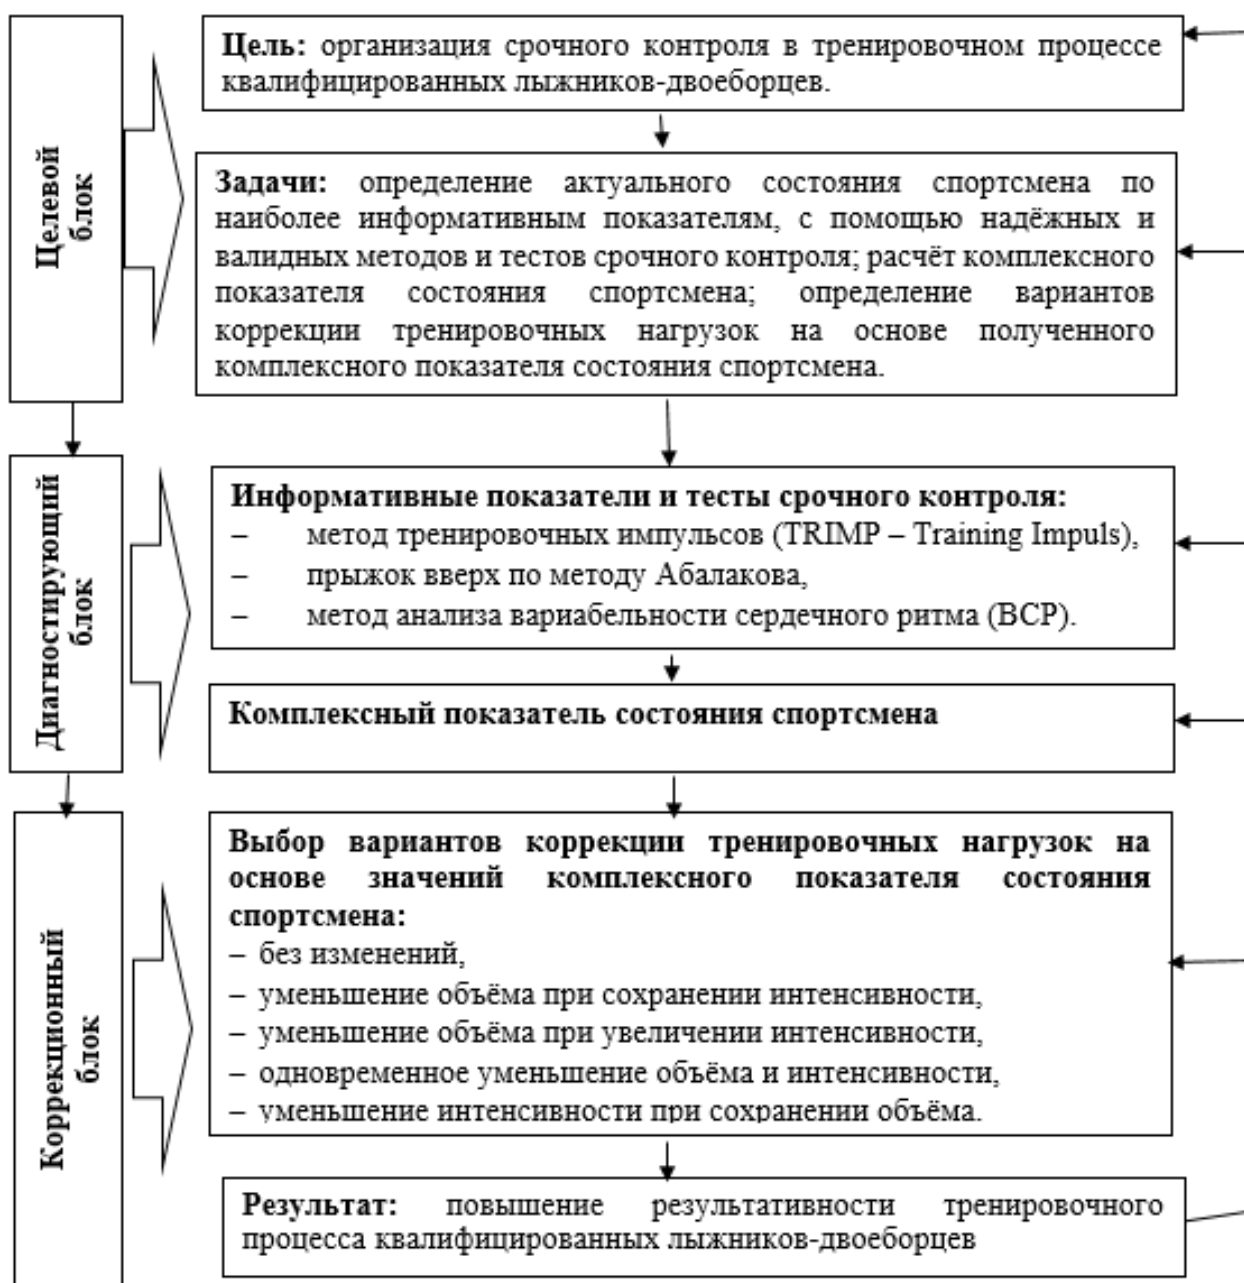 Целевой
блок
Цель: организация срочного контроля в тренировочном процессе
квалифицированных лыжников-двоеборцев.
Задачи: определение актуального состояния спортсмена по
наиболее информативным показателям, с помощью надёжных и
валидных методов и тестов срочного контроля; расчёт комплексного
показателя состояния спортсмена; определение вариантов
коррекции тренировочных нагрузок на основе полученного
комплексного показателя состояния спортсмена.
Диагностирующий
блок
Информативные показатели и тесты срочного контроля:
– метод тренировочных импульсов (TRIMP – Training Impuls),
– прыжок вверх по методу Абалакова,
– метод анализа вариабельности сердечного ритма (ВСР).
Комплексный показатель состояния спортсмена
Коррекционный
блок
Выбор вариантов коррекции тренировочных нагрузок на
основе значений комплексного показателя состояния
спортсмена:
– без изменений,
– уменьшение объёма при сохранении интенсивности,
– уменьшение объёма при увеличении интенсивности,
– одновременное уменьшение объёма и интенсивности,
– уменьшение интенсивности при сохранении объёма.
Результат: повышение результативности тренировочного
процесса квалифицированных лыжников-двоеборцев